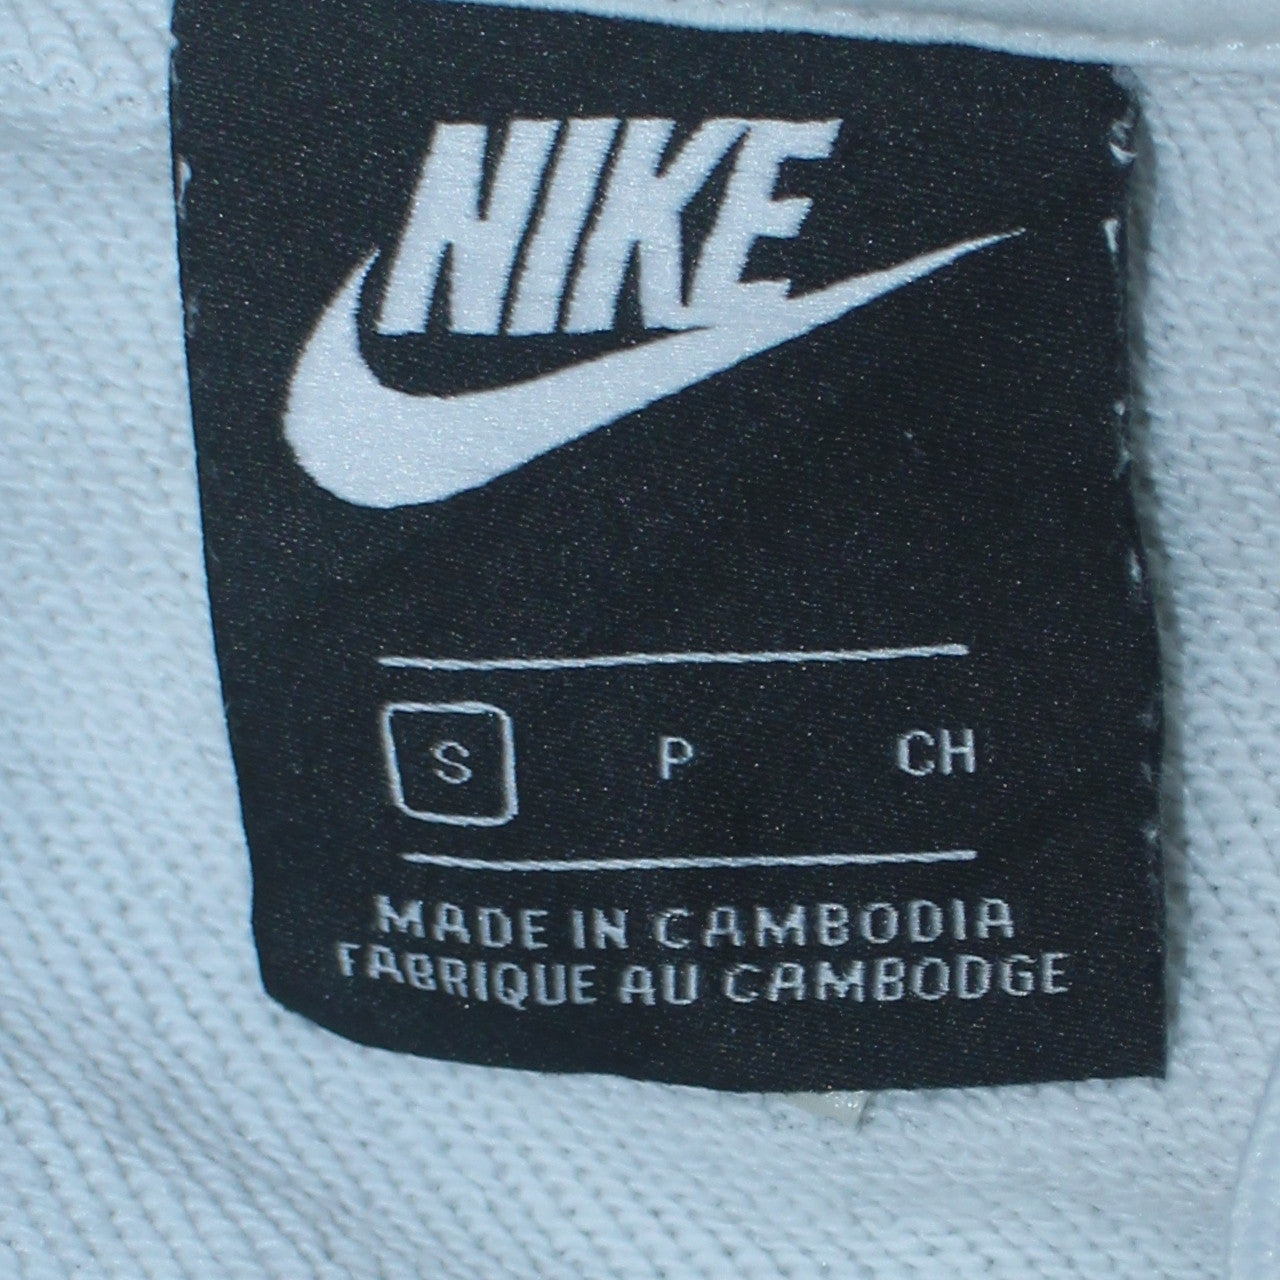 NIKE
S P CH
MADE IN CAMBODIA
FABRIQUE AU CAMBODGE